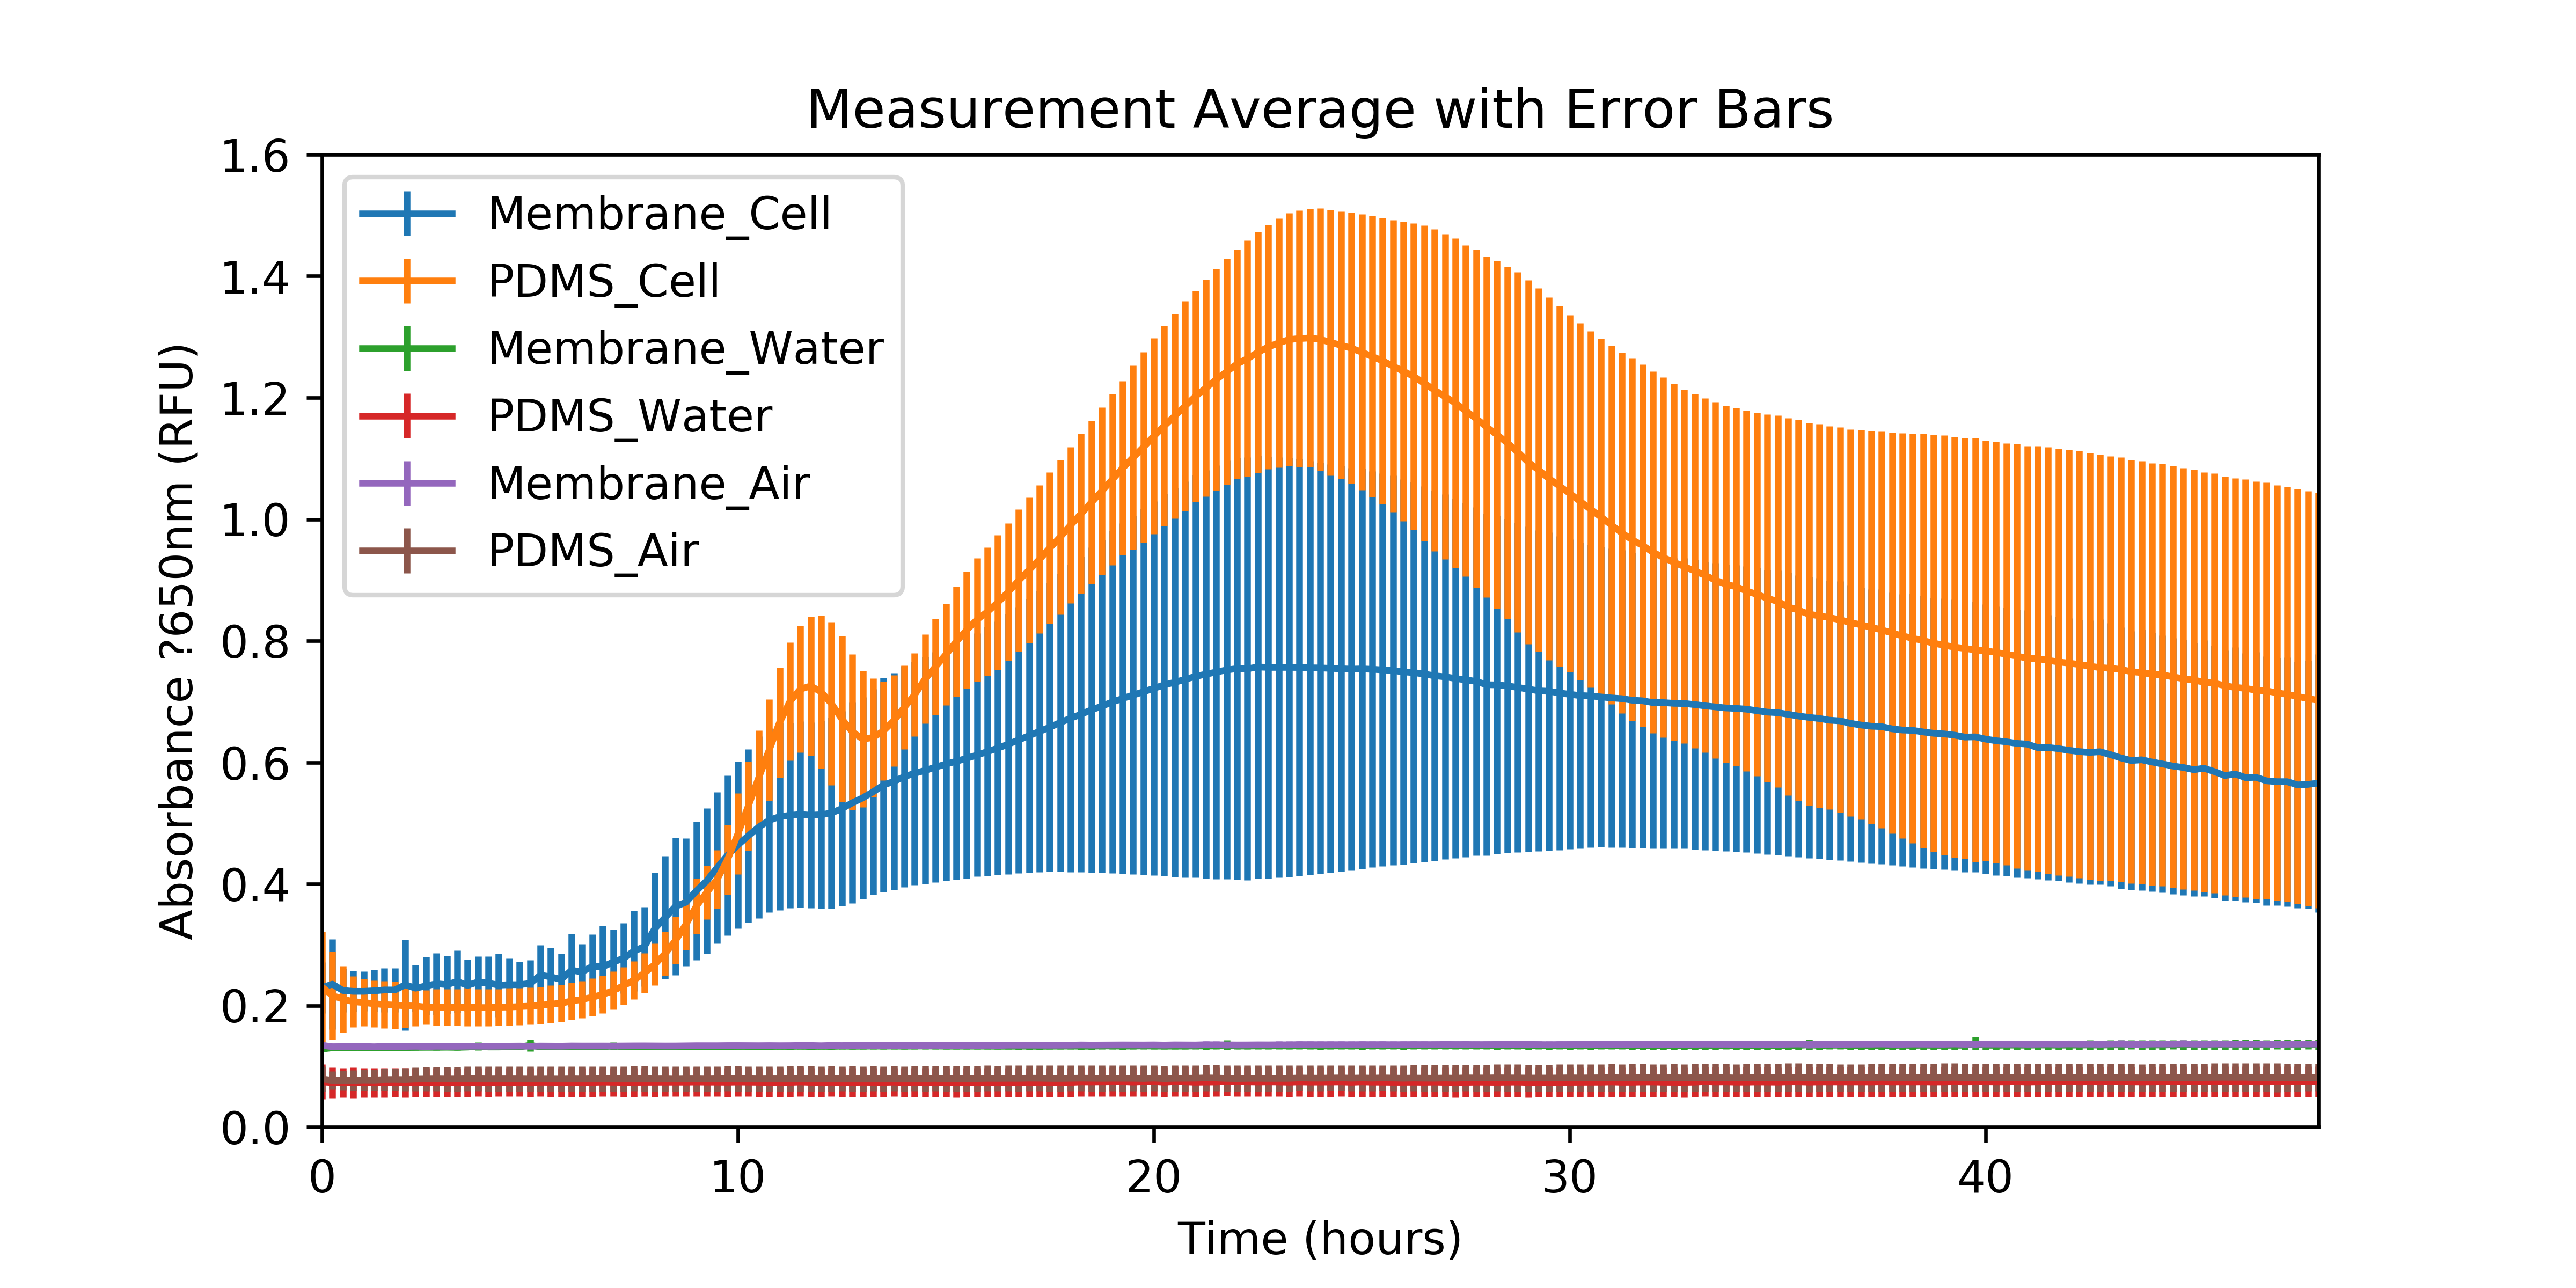 Measurement Average with Error Bars
1.6
1.4
1.2
1.0
0.8
0.6
0.4
0.2
0.0
Absorbance ?650nm (RFU)
Membrane_Cell
PDMS_Cell
Membrane_Water
PDMS_Water
Membrane_Air
PDMS_Air
0 10 20 30 40
Time (hours)